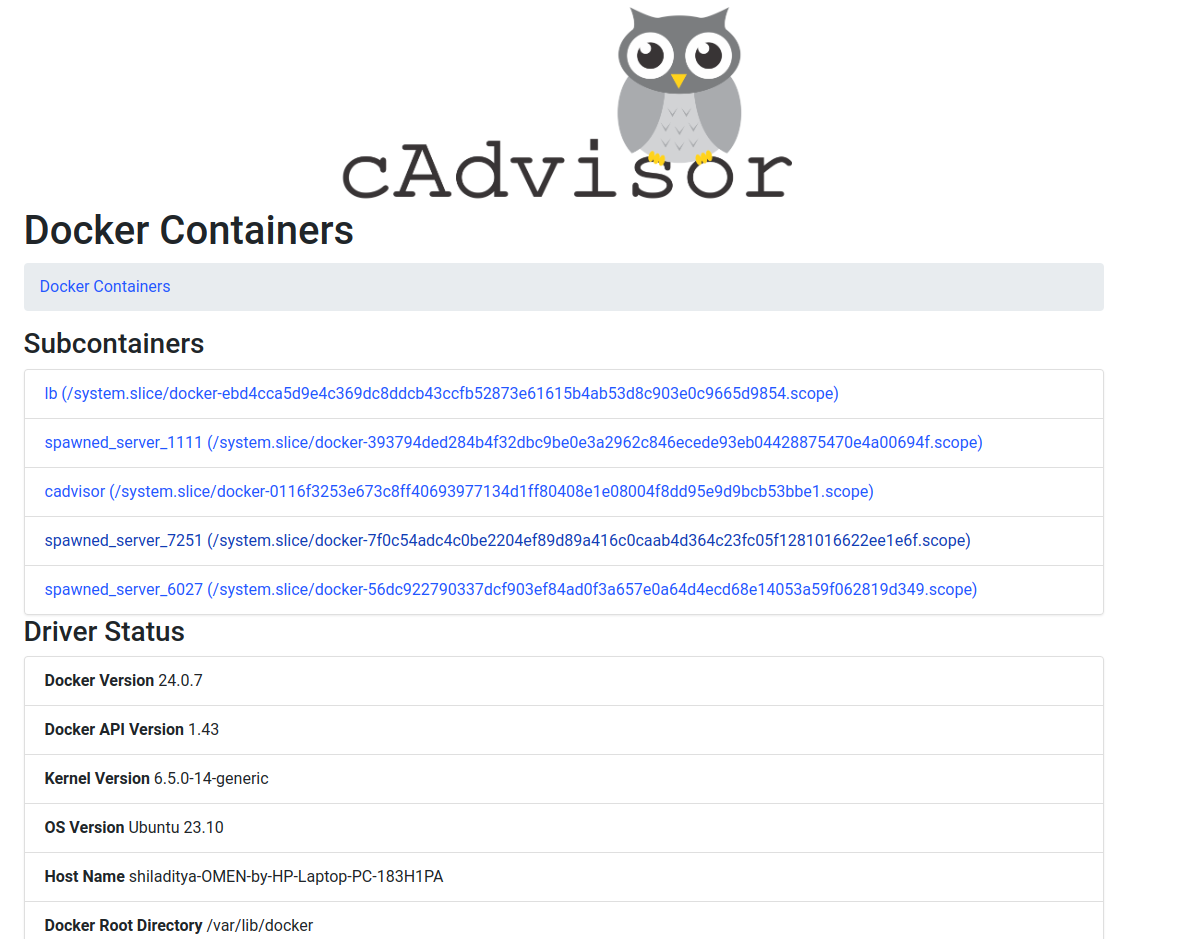 cAdvisor
Docker Containers
Docker Containers
Subcontainers
lb (/system.slice/docker-ebd4cca5d9e4c369dc8ddcb43ccfb52873e61615b4ab53d8c903e0c9665d9854.scope)
spawned_server_1111 (/system.slice/docker-393794ded284b4f32dbc9be0e3a2962c846ecede93eb04428875470e4a00694f.scope)
cadvisor (/system.slice/docker-0116f3253e673c8ff40693977134d1ff80408e1e08004f8dd95e9d9bcb53bbe1.scope)
spawned_server_7251 (/system.slice/docker-7f0c54adc4c0be2204ef89d89a416c0caab4d364c23fc05f1281016622ee1e6f.scope)
spawned_server_6027 (/system.slice/docker-56dc922790337dcf903ef84ad0f3a657e0a64d4ecd68e14053a59f062819d349.scope)
Driver Status
Docker Version 24.0.7
Docker API Version 1.43
Kernel Version 6.5.0-14-generic
OS Version Ubuntu 23.10
Host Name shiladitya-OMEN-by-HP-Laptop-PC-183H1PA
Docker Root Directory /var/lib/docker